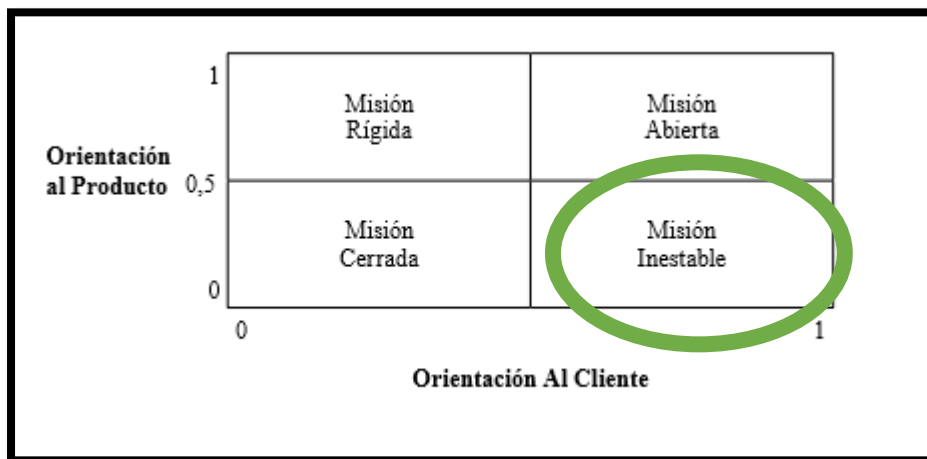 1
Misión
Rígida
Misión
Abierta
Orientación
al Producto
0,5
Misión
Cerrada
Misión
Inestable
0
0
1
Orientación Al Cliente